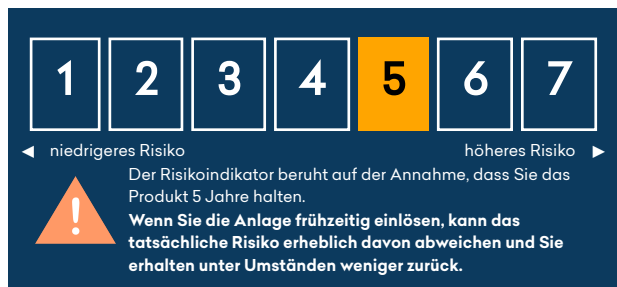 1 2 3 4 5 6 7
◄ niedrigeres Risiko höheres Risiko ►
Der Risikoindikator beruht auf der Annahme, dass Sie das
Produkt 5 Jahre halten.
Wenn Sie die Anlage frühzeitig einlösen, kann das
tatsächliche Risiko erheblich davon abweichen und Sie
erhalten unter Umständen weniger zurück.